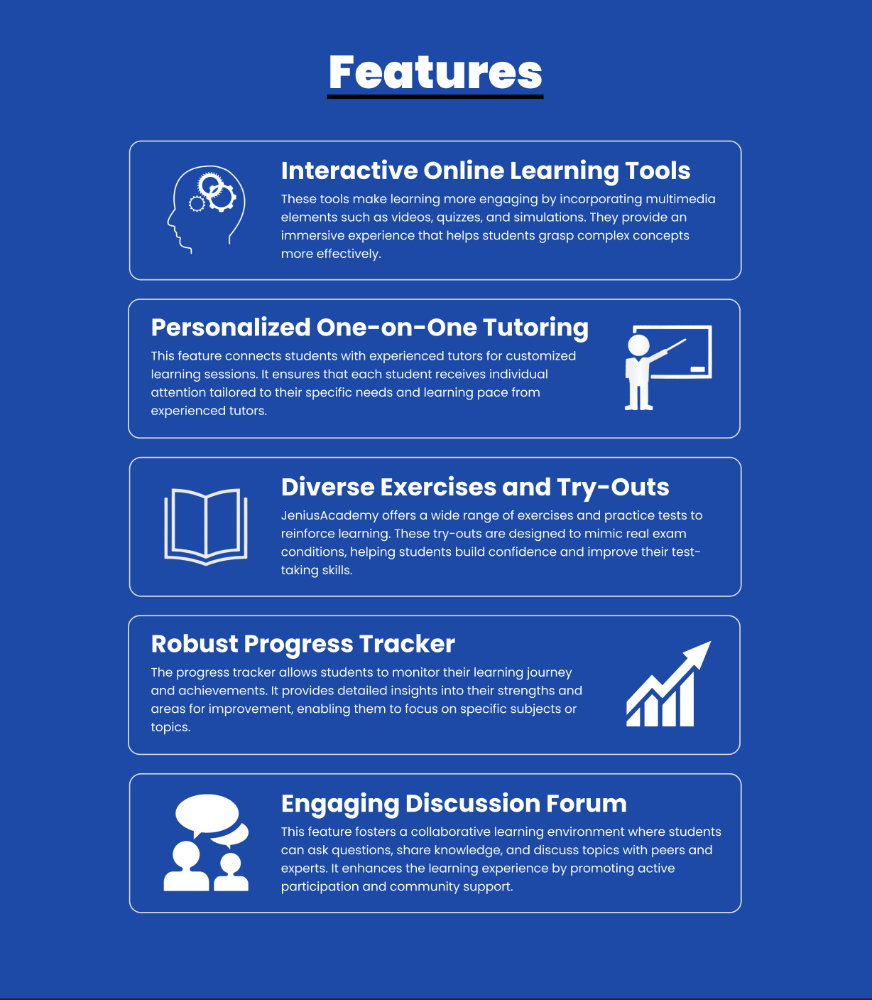 Features
Interactive Online Learning Tools
These tools make learning more engaging by incorporating multimedia
elements such as videos, quizzes, and simulations. They provide an
immersive experience that helps students grasp complex concepts
more effectively.
Personalized One-on-One Tutoring
This feature connects students with experienced tutors for customized
learning sessions. It ensures that each student receives individual
attention tailored to their specific needs and learning pace from
experienced tutors.
Diverse Exercises and Try-Outs
JeniusAcademy offers a wide range of exercises and practice tests to
reinforce learning. These try-outs are designed to mimic real exam
conditions, helping students build confidence and improve their test-
taking skills.
Robust Progress Tracker
The progress tracker allows students to monitor their learning journey
and achievements. It provides detailed insights into their strengths and
areas for improvement, enabling them to focus on specific subjects or
topics.
Engaging Discussion Forum
This feature fosters a collaborative learning environment where students
can ask questions, share knowledge, and discuss topics with peers and
experts. It enhances the learning experience by promoting active
participation and community support.